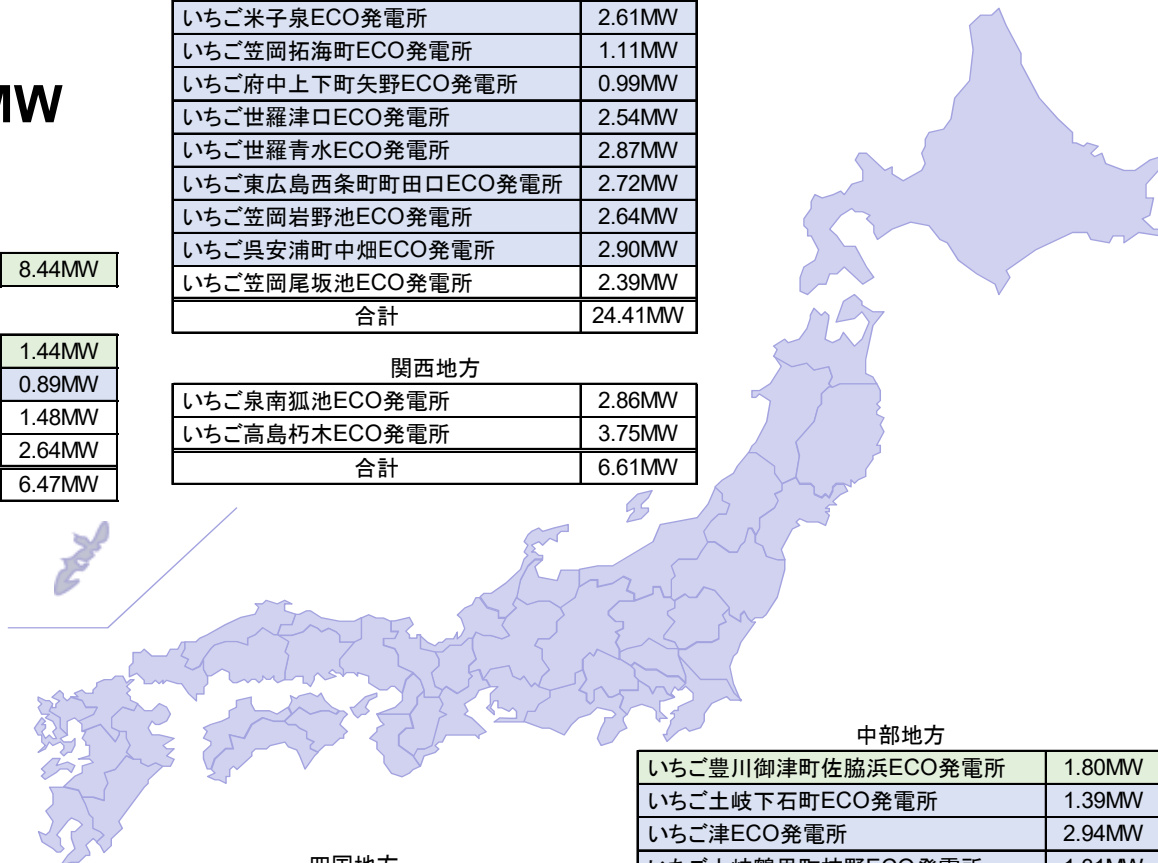 MW
いちご米子泉ECO発電所 2.61MW
いちご笠岡拓海町ECO発電所 1.11MW
いちご府中上下町矢野ECO発電所 0.99MW
いちご世羅津口ECO発電所 2.54MW
いちご世羅青水ECO発電所 2.87MW
いちご東広島西条町町田口ECO発電所 2.72MW
いちご笠岡岩野池ECO発電所 2.64MW
いちご呉安浦町中畑ECO発電所 2.90MW
いちご笠岡尾坂池ECO発電所 2.39MW
合計 24.41MW
8.44MW
1.44MW
0.89MW
1.48MW
2.64MW
6.47MW
関西地方
いちご泉南狐池ECO発電所 2.86MW
いちご高島朽木ECO発電所 3.75MW
合計 6.61MW
中部地方
いちご豊川御津町佐脇浜ECO発電所 1.80MW
いちご土岐下石町ECO発電所 1.39MW
いちご津ECO発電所 2.94MW
四国地方